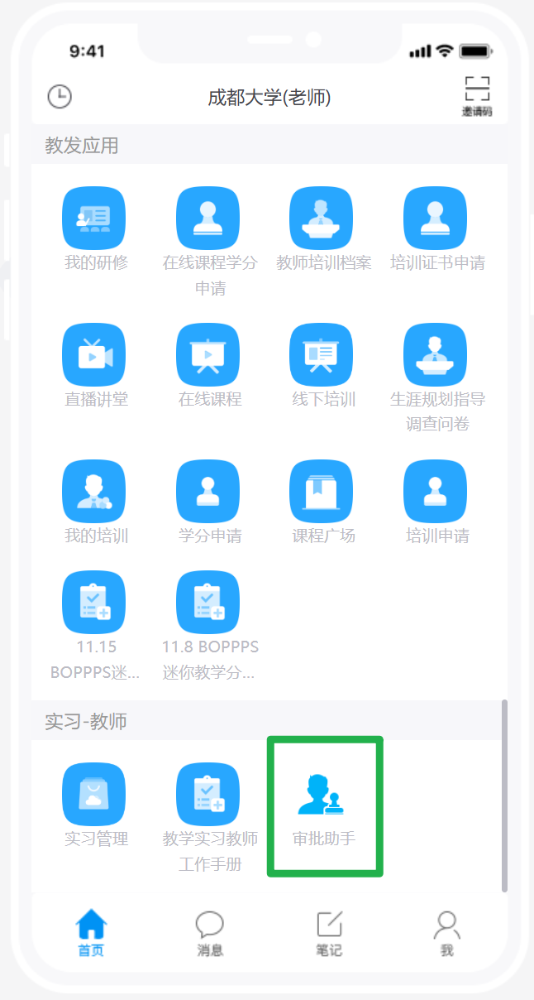 9:41
成都大学(老师)
邀请码
教发应用
我的研修
在线课程学分
申请
教师培训档案
培训证书申请
直播讲堂
在线课程
线下培训
生涯规划指导
调查问卷
我的培训
学分申请
课程广场
培训申请
11.15
BOPPPS迷...
11.8 BOPPPS
迷你教学分...
实习-教师
实习管理
教学实习教师
工作手册
审批助手
首页
消息
笔记
我